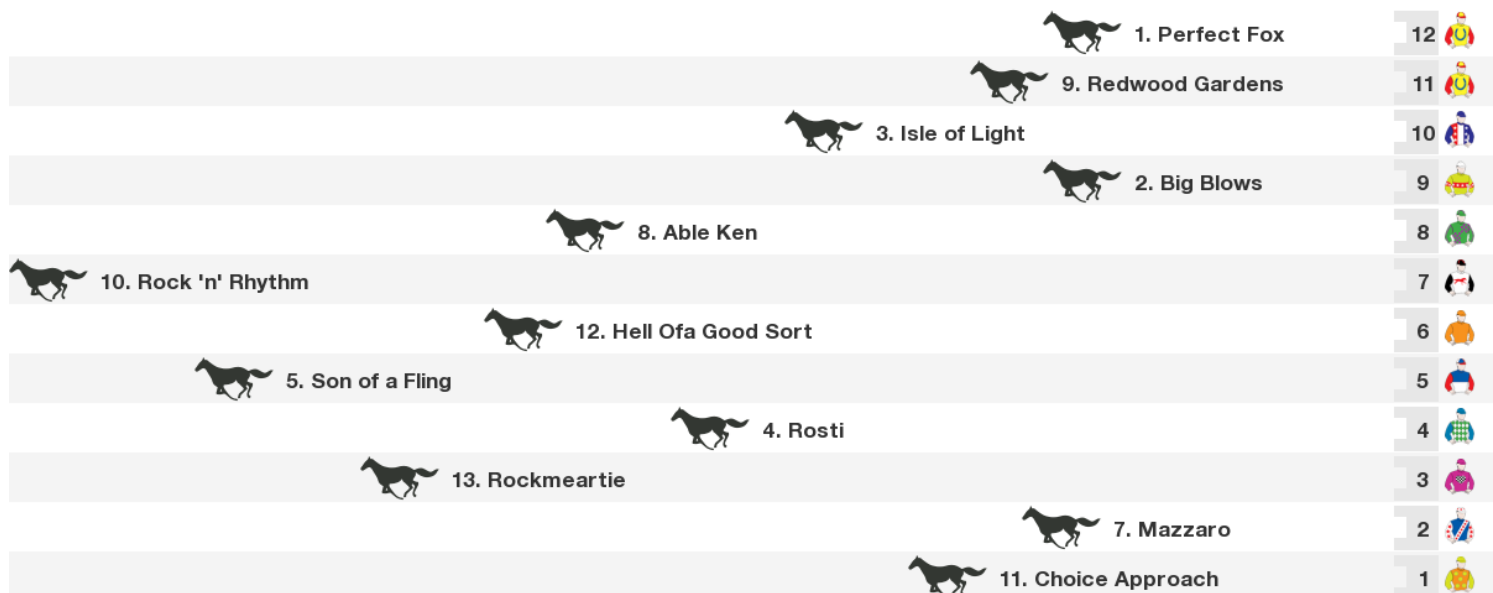 1. Perfect Fox 12
9. Redwood Gardens 11
3. Isle of Light 10
2. Big Blows 9
8. Able Ken 8
10. Rock 'n' Rhythm 7
12. Hell Ofa Good Sort 6
5. Son of a Fling 5
4. Rosti 4
13. Rockmeartie 3
7. Mazzaro 2
11. Choice Approach 1